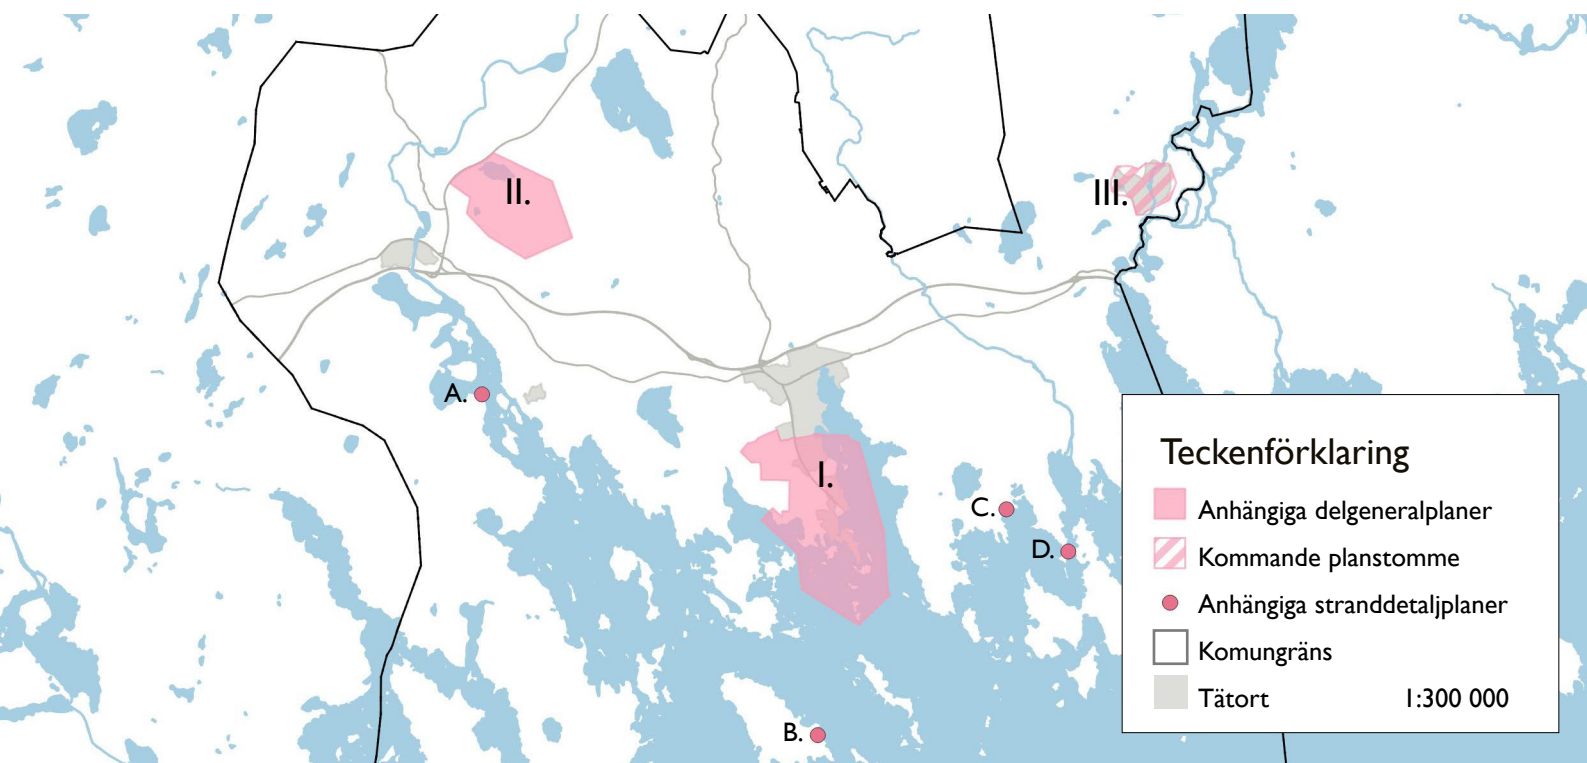 II.
III.
A.
I.
C.
D.
B.
Teckenförklaring
Anhängiga delgeneralplaner
Kommande planstomme
Anhängiga stranddetaljplaner
Komungräns
Tätort 1:300 000